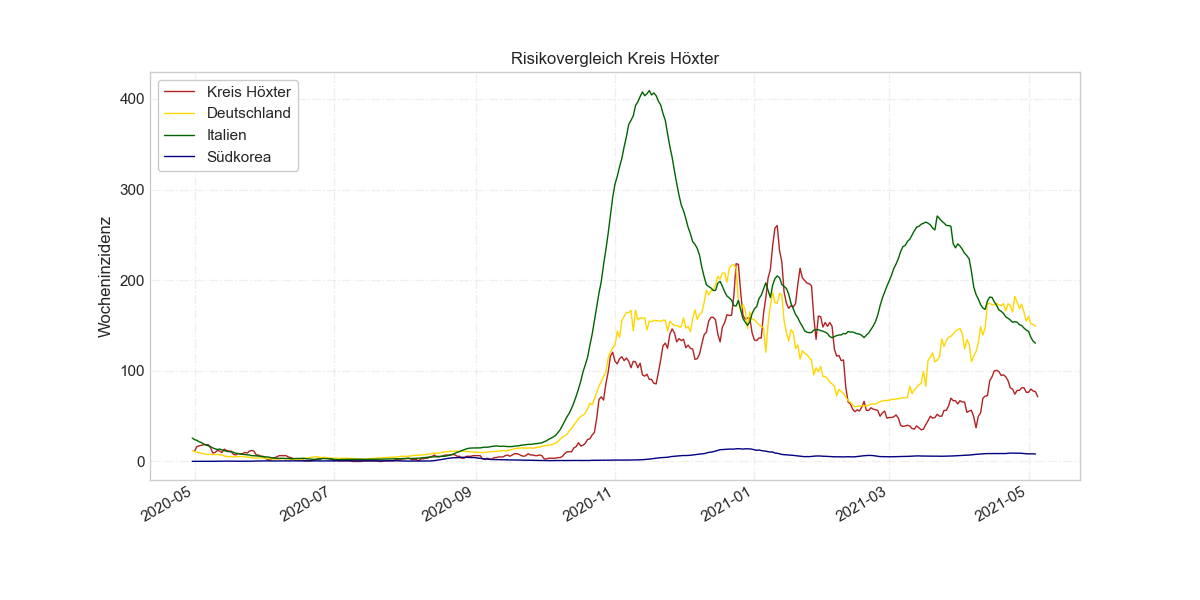 Risikovergleich Kreis Höxter
Kreis Höxter
Deutschland
Italien
Südkorea
Wocheninzidenz
400
300
200
100
0
2020-05
2020-07
2020-09
2020-11
2021-01
2021-03
2021-05